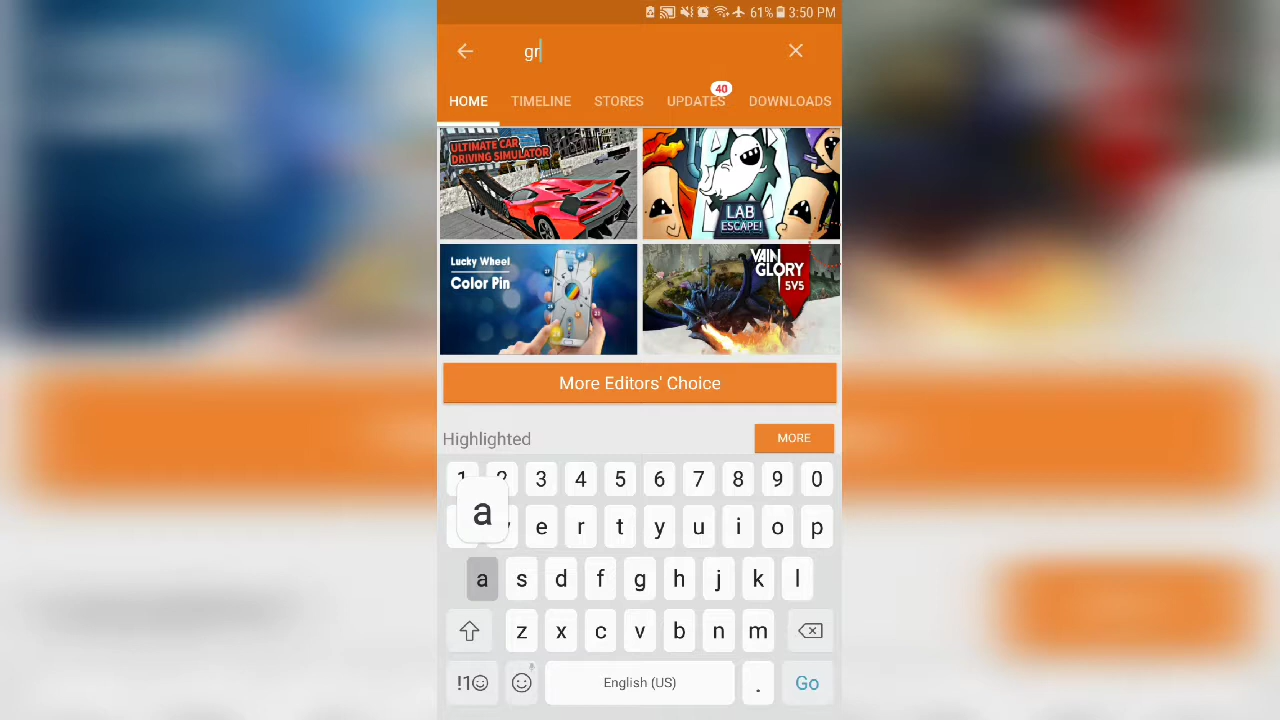 61% 3:50 PM
gr
40
HOME TIMELINE STORES UPDATES DOWNLOADS
ULTIMATE CAR
DRIVING SIMULATOR
LAB
ESCAPE!
Lucky Wheel
Color Pin
VAIN
GLORY
5V5
More Editors' Choice
Highlighted
MORE
1 2 3 4 5 6 7 8 9 0
a
e r t y u i o p
a s d f g h j k l
z x c v b n m
!1☺ English (US) . Go